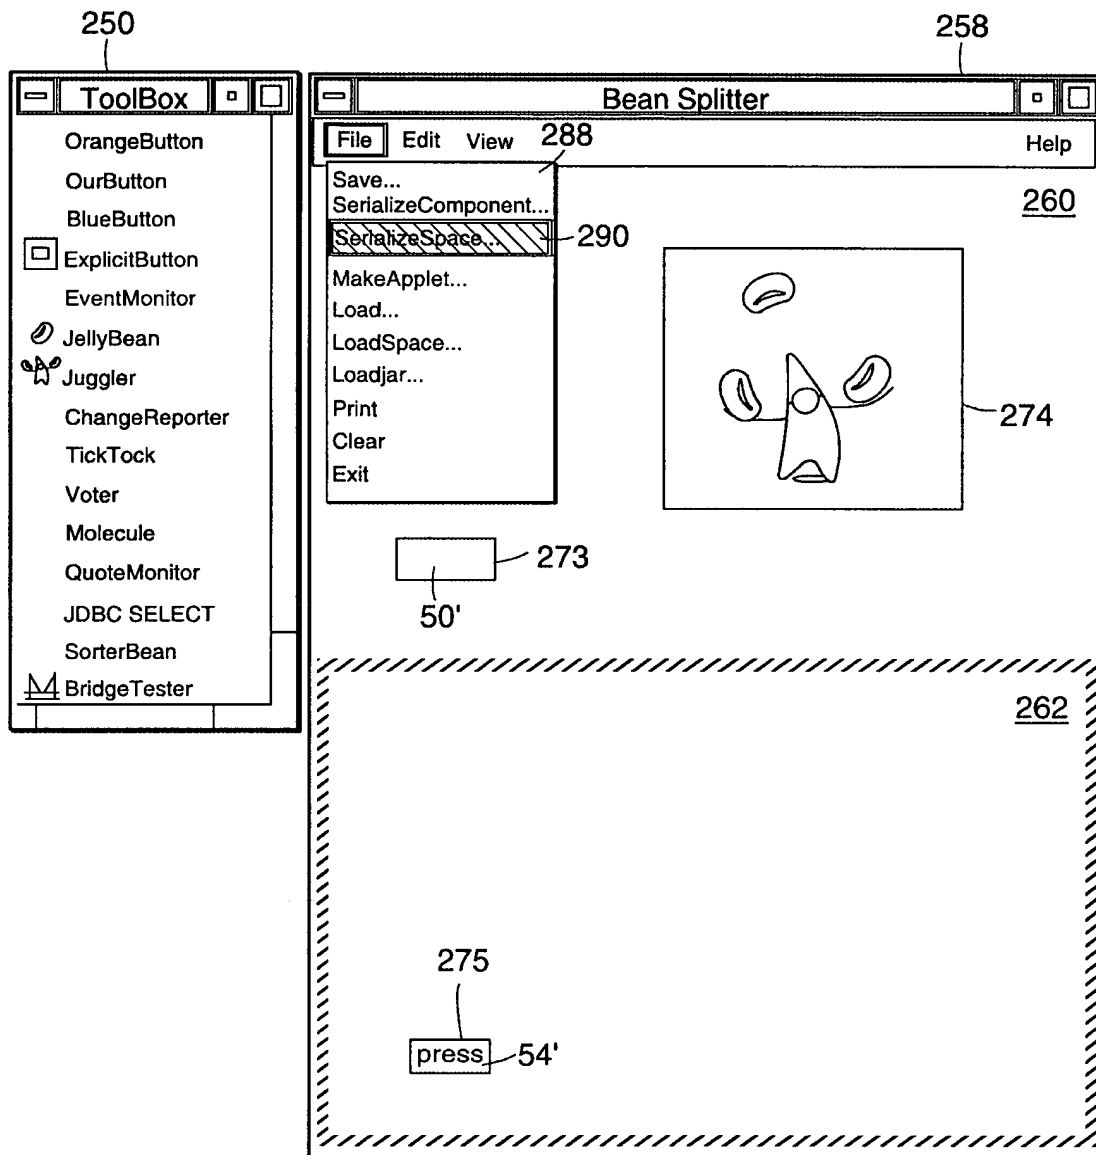 250
258
ToolBox
OrangeButton
OurButton
BlueButton
ExplicitButton
EventMonitor
JellyBean
Juggler
ChangeReporter
TickTock
Voter
Molecule
QuoteMonitor
JDBC SELECT
SorterBean
BridgeTester
Bean Splitter
File Edit View Help
288
260
Save...
SerializeComponent...
SerializeSpace...
290
MakeApplet...
Load...
LoadSpace...
Loadjar...
Print
Clear
Exit
274
273
50'
262
275
press
54'